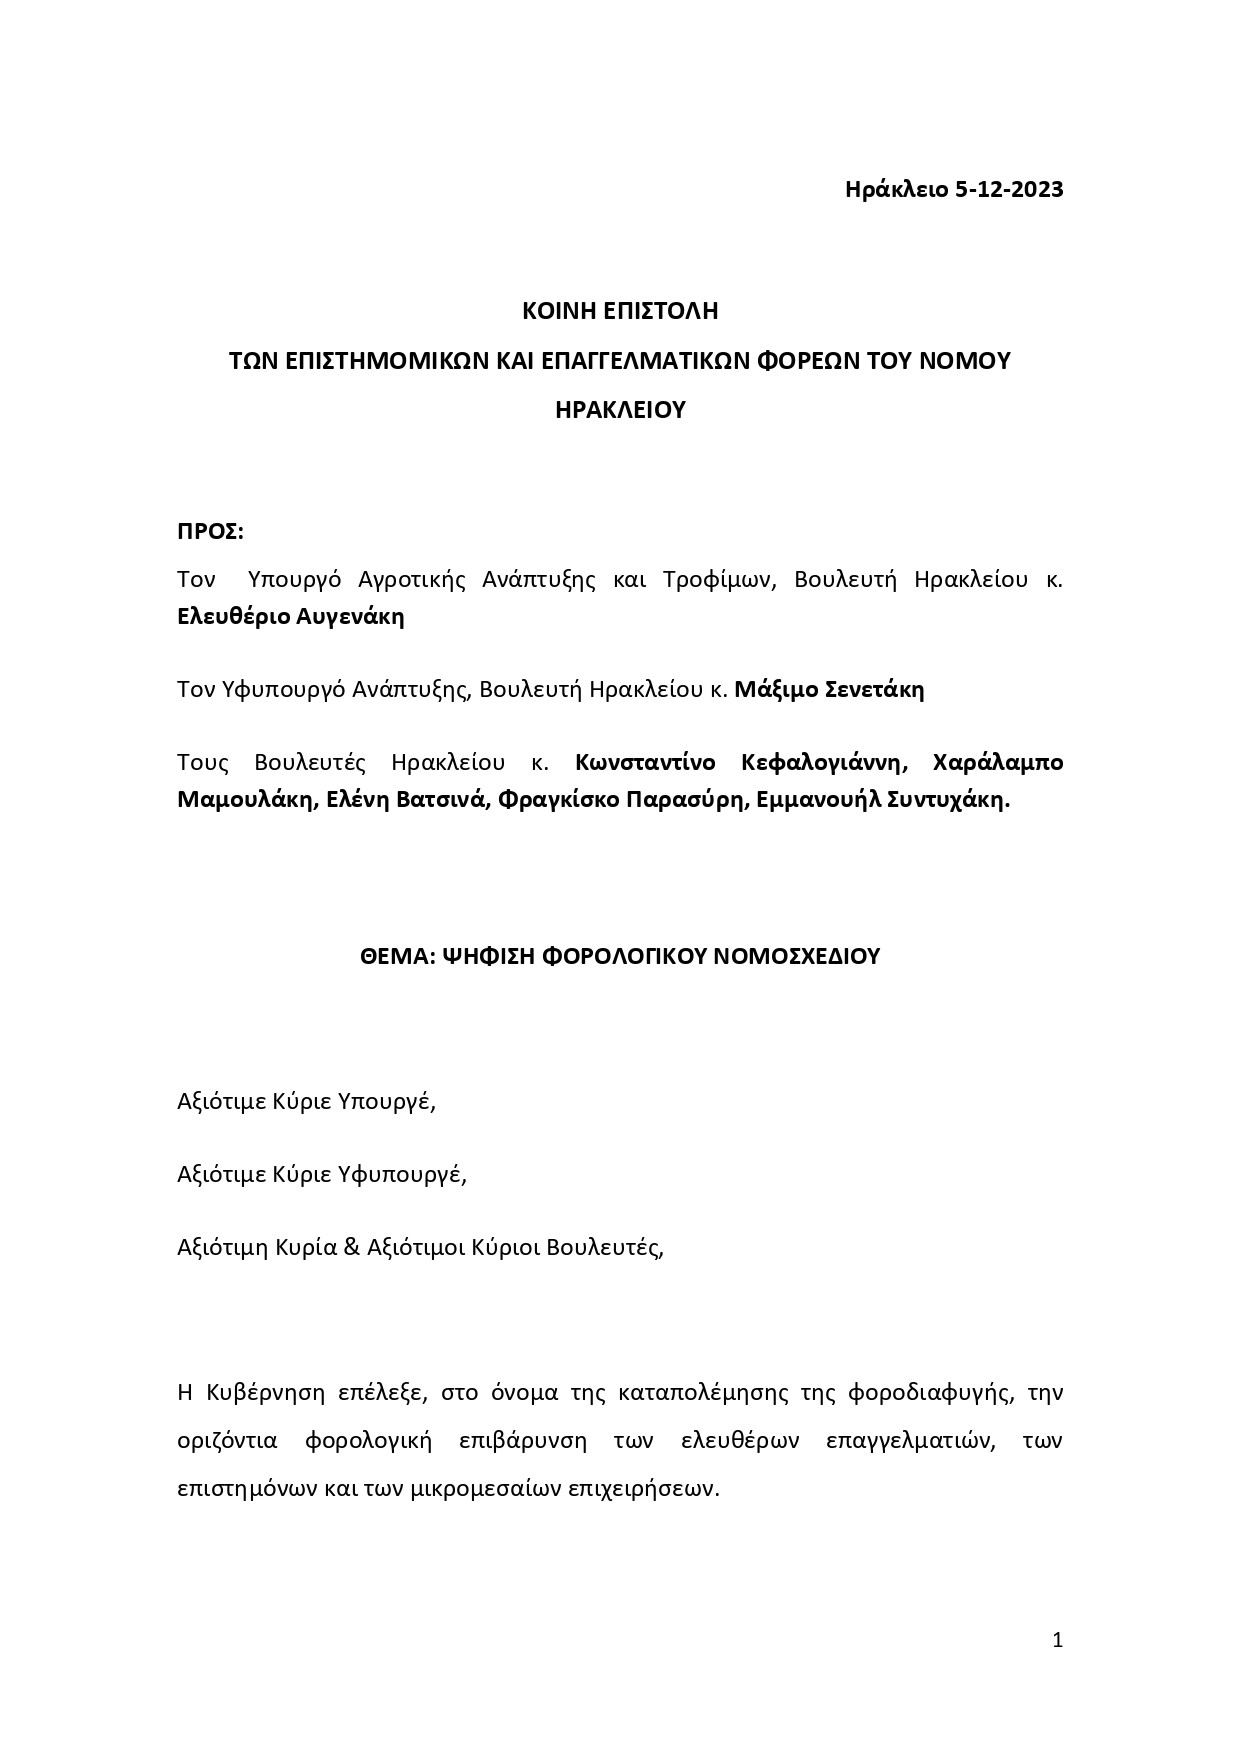 Ηράκλειο 5-12-2023
ΚΟΙΝΗ ΕΠΙΣΤΟΛΗ
ΤΩΝ ΕΠΙΣΤΗΜΟΜΙΚΩΝ ΚΑΙ ΕΠΑΓΓΕΛΜΑΤΙΚΩΝ ΦΟΡΕΩΝ ΤΟΥ ΝΟΜΟΥ
ΗΡΑΚΛΕΙΟΥ
ΠΡΟΣ:
Τον Υπουργό Αγροτικής Ανάπτυξης και Τροφίμων, Βουλευτή Ηρακλείου κ.
Ελευθέριο Αυγενάκη
Τον Υφυπουργό Ανάπτυξης, Βουλευτή Ηρακλείου κ. Μάξιμο Σενετάκη
Τους Βουλευτές Ηρακλείου κ. Κωνσταντίνο Κεφαλογιάννη, Χαράλαμπο
Μαμουλάκη, Ελένη Βατσινά, Φραγκίσκο Παρασύρη, Εμμανουήλ Συντυχάκη.
ΘΕΜΑ: ΨΗΦΙΣΗ ΦΟΡΟΛΟΓΙΚΟΥ ΝΟΜΟΣΧΕΔΙΟΥ
Αξιότιμε Κύριε Υπουργέ,
Αξιότιμε Κύριε Υφυπουργέ,
Αξιότιμη Κυρία & Αξιότιμοι Κύριοι Βουλευτές,
Η Κυβέρνηση επέλεξε, στο όνομα της καταπολέμησης της φοροδιαφυγής, την
οριζόντια φορολογική επιβάρυνση των ελευθέρων επαγγελματιών, των
επιστημόνων και των μικρομεσαίων επιχειρήσεων.
1